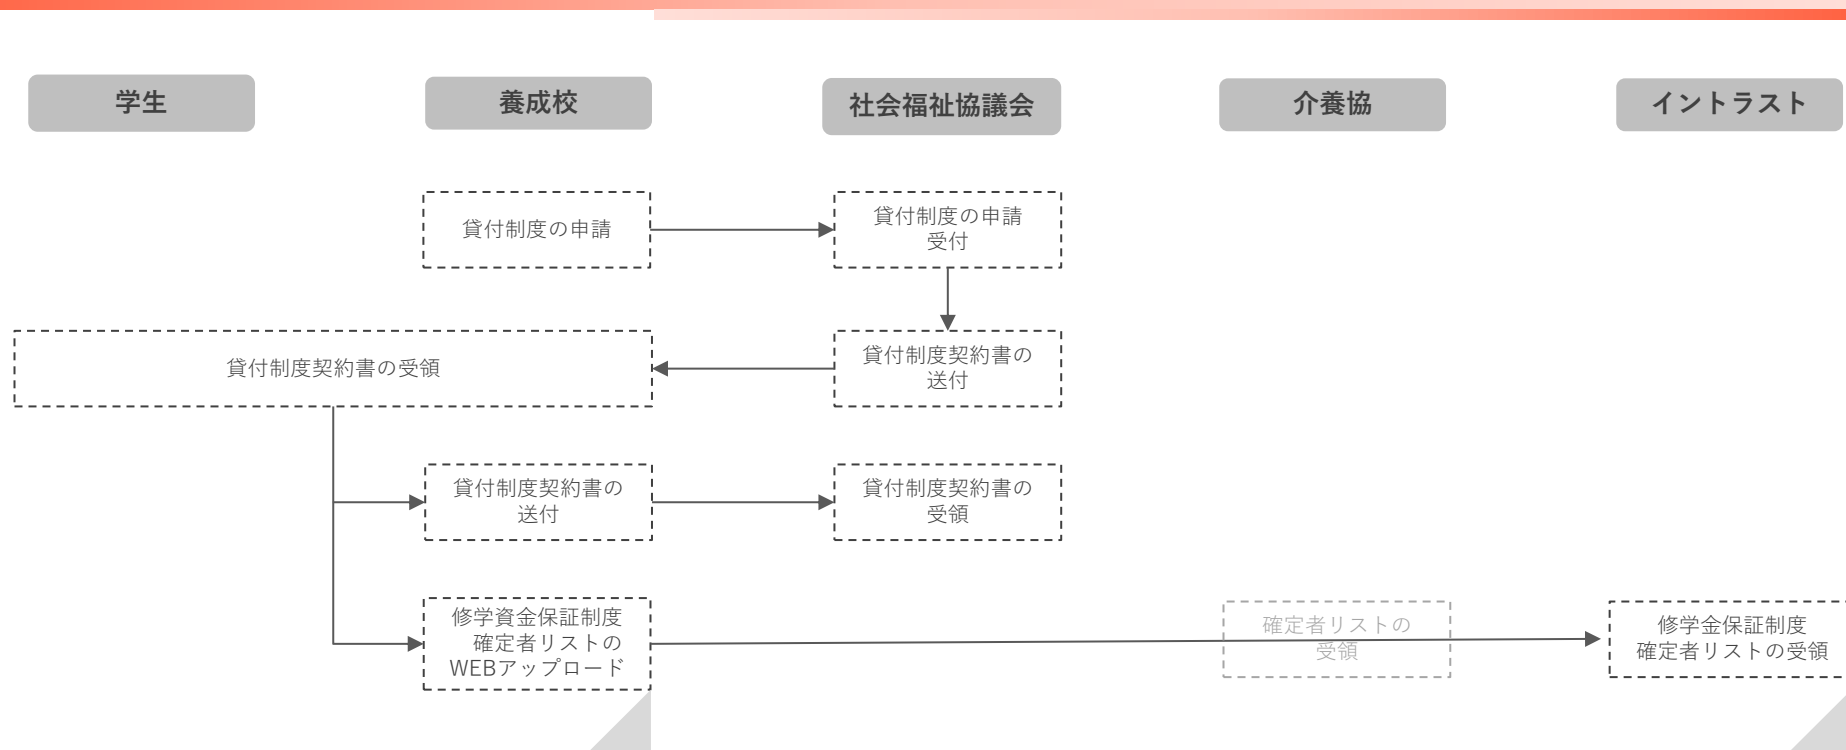 学生
養成校
社会福祉協議会
介養協
イントラスト
貸付制度の申請
貸付制度の申請
受付
貸付制度契約書の受領
貸付制度契約書の
送付
貸付制度契約書の
送付
貸付制度契約書の
受領
修学資金保証制度
確定者リストの
WEBアップロード
確定者リストの
受領
修学金保証制度
確定者リストの受領